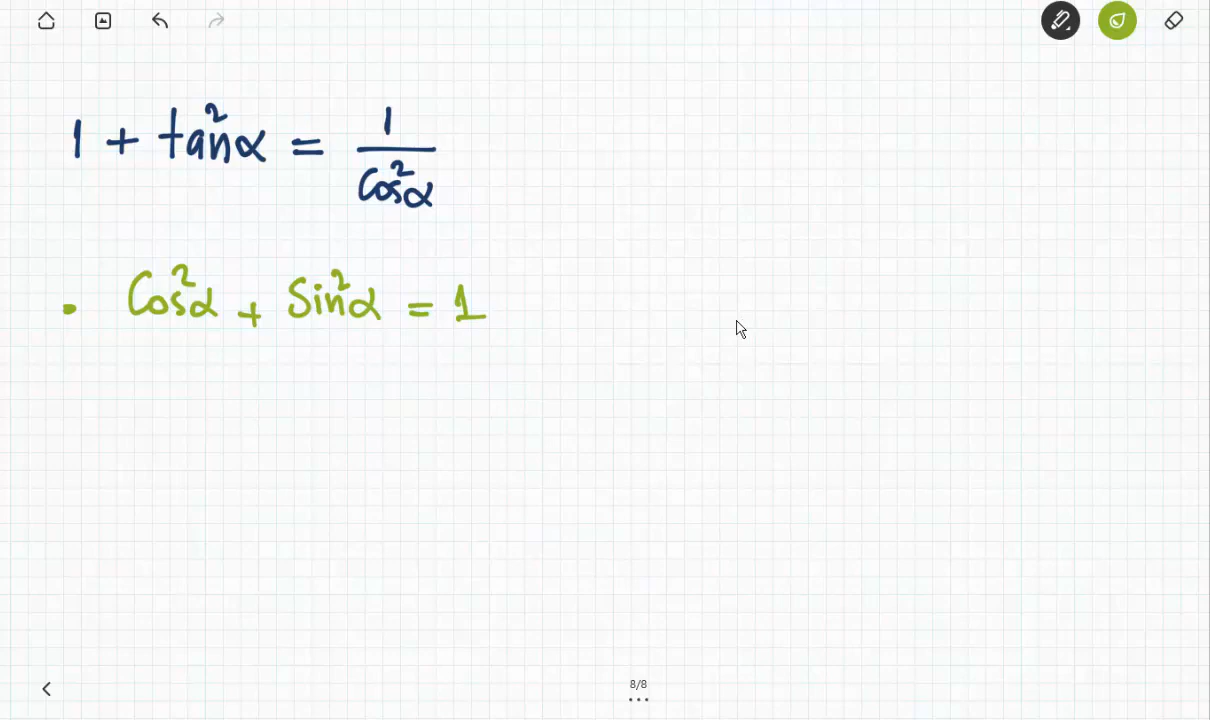 1 + tan²α = 1/cos²α
• Cos²α + Sin²α = 1
8/8